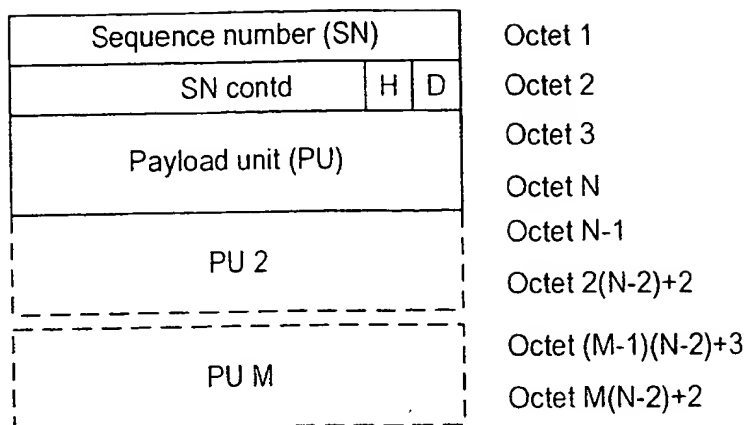 Sequence number (SN) Octet 1
SN contd H D Octet 2
Octet 3
Payload unit (PU)
Octet N
Octet N-1
PU 2
Octet 2(N-2)+2
Octet (M-1)(N-2)+3
PU M
Octet M(N-2)+2